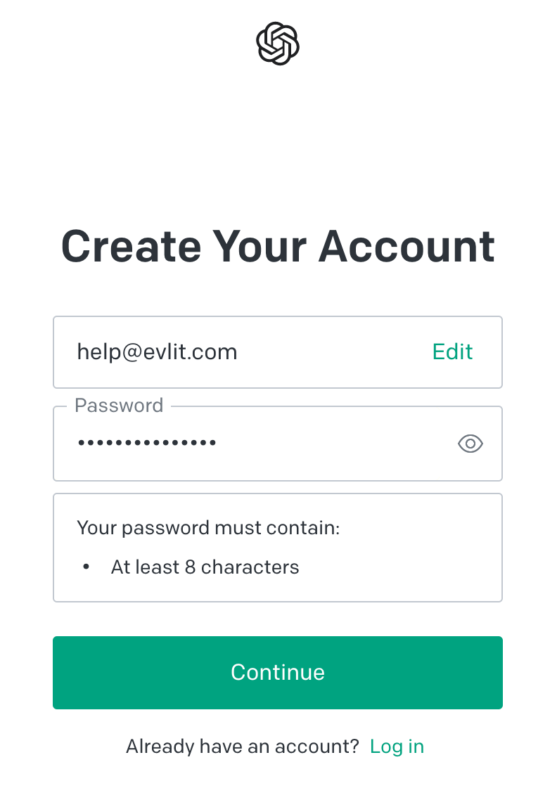 Create Your Account
help@evlit.com Edit
Password
•••••••••••••••
Your password must contain:
• At least 8 characters
Continue
Already have an account? Log in